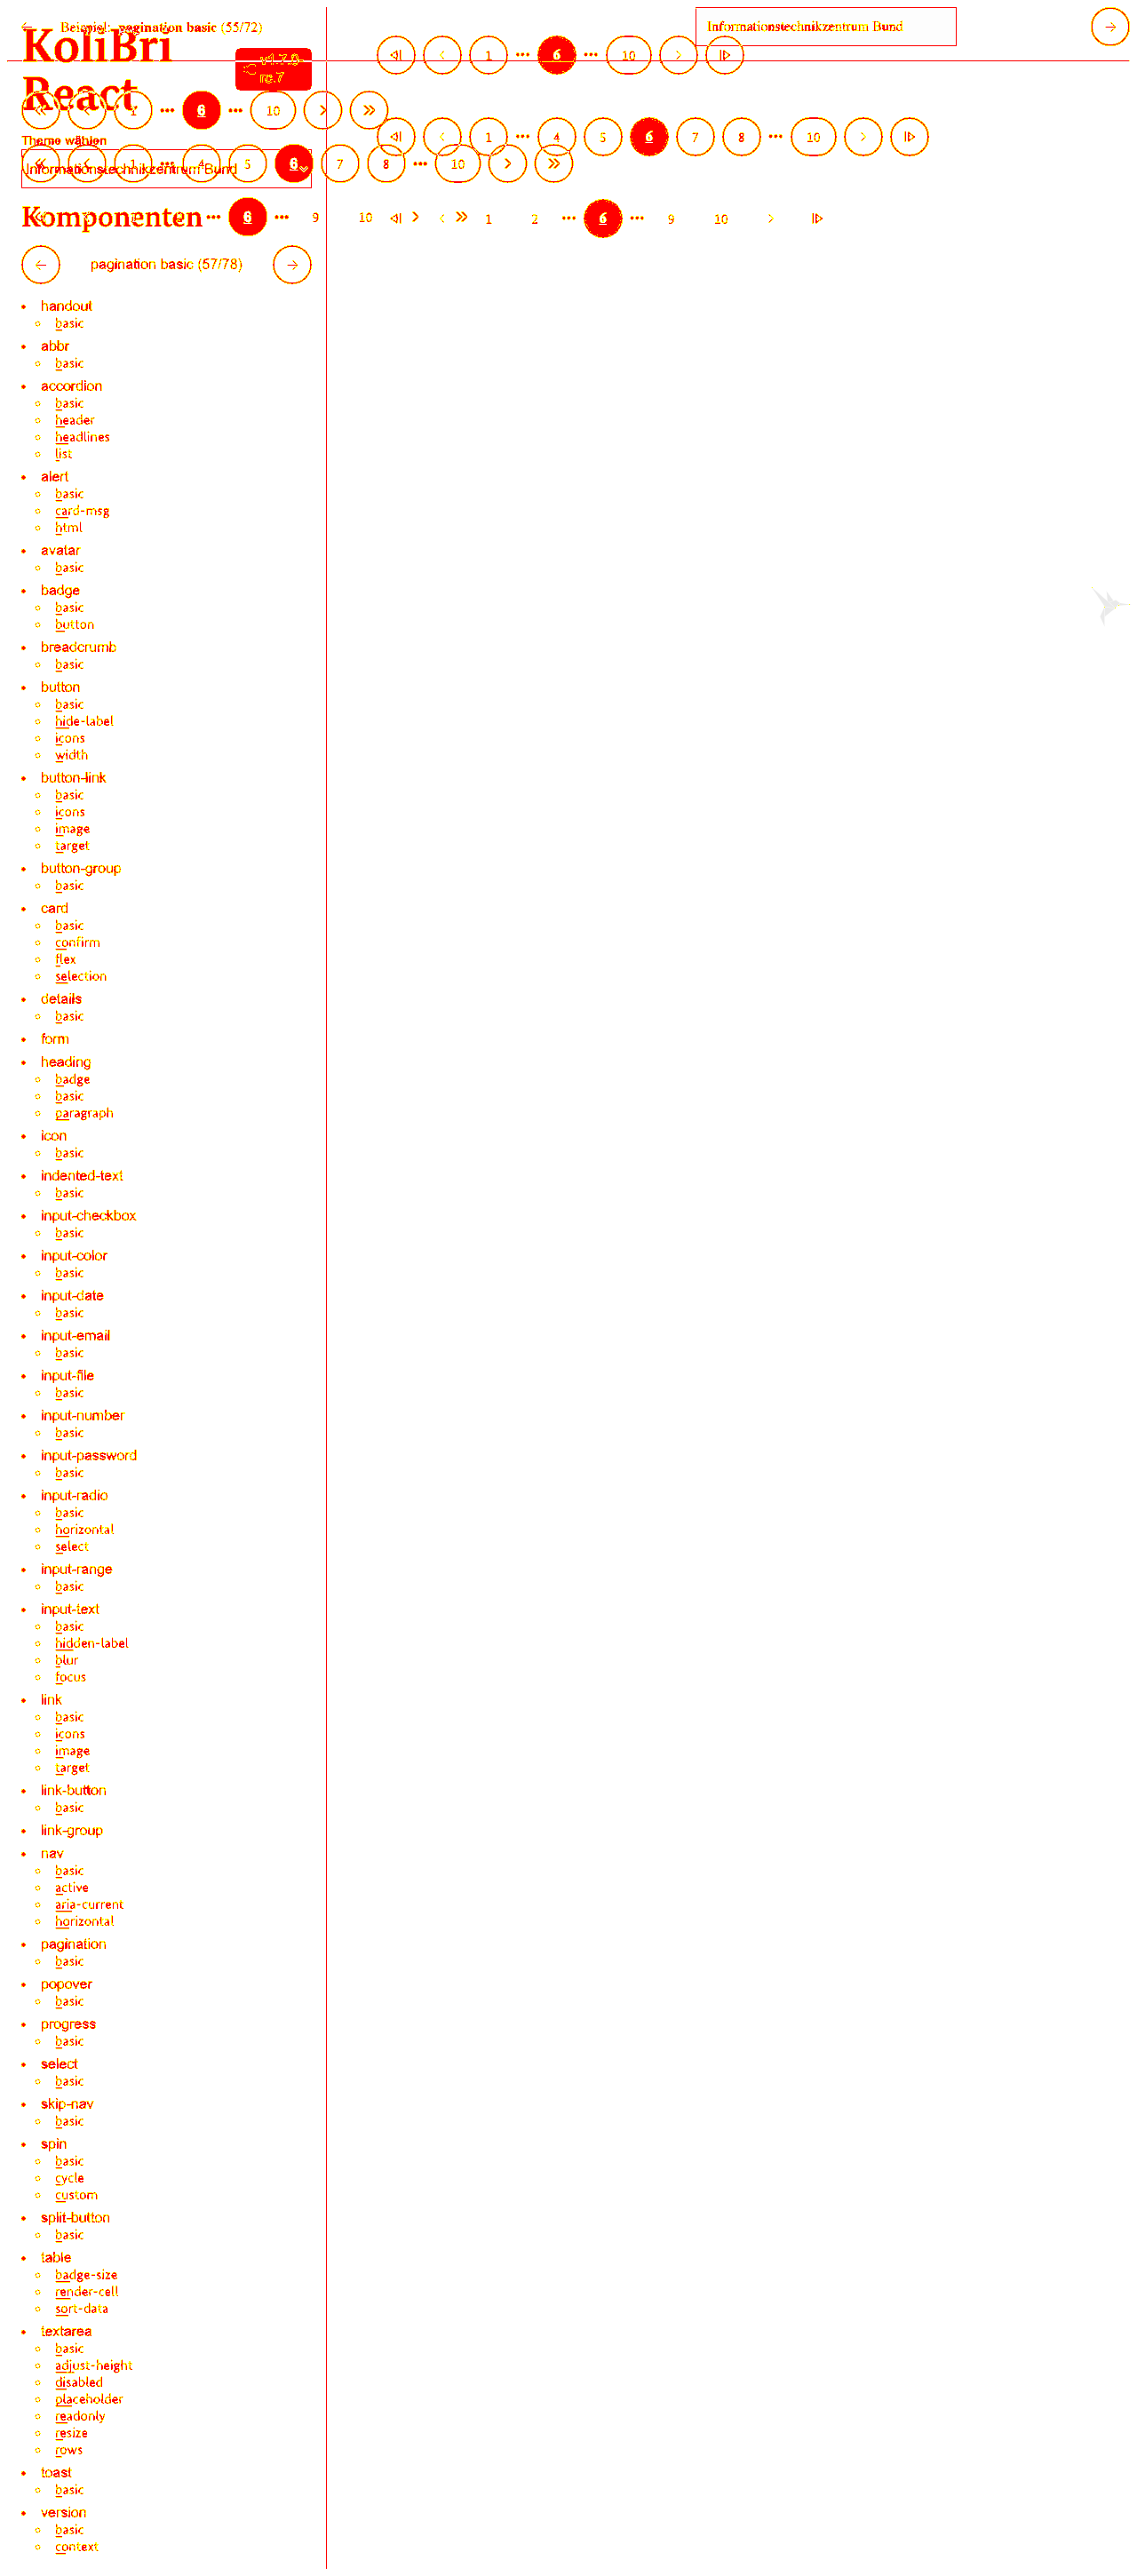 Beispiel: pagination basic (55/72)
Informationstechnikzentrum Bund
KoliBri
React
v1.7.0-
rc.7
1 ... 6 ... 10
1 ... 6 ... 10
1 ... 4 5 6 7 8 ... 10
Theme wählen
1 ... 4 5 6 7 8 ... 10
Informationstechnikzentrum Bund
Komponenten
... 6 ... 9 10
1 2 ... 6 ... 9 10
pagination basic (57/78)
handout
basic
abbr
basic
accordion
basic
header
headlines
list
alert
basic
card-msg
html
avatar
basic
badge
basic
button
breadcrumb
basic
button
basic
hide-label
icons
width
button-link
basic
icons
image
target
button-group
basic
card
basic
confirm
flex
selection
details
basic
form
heading
badge
basic
paragraph
icon
basic
indented-text
basic
input-checkbox
basic
input-color
basic
input-date
basic
input-email
basic
input-file
basic
input-number
basic
input-password
basic
input-radio
basic
horizontal
select
input-range
basic
input-text
basic
hidden-label
blur
focus
link
basic
icons
image
target
link-button
basic
link-group
nav
basic
active
aria-current
horizontal
pagination
basic
popover
basic
progress
basic
select
basic
skip-nav
basic
spin
basic
cycle
custom
split-button
basic
table
badge-size
render-cell
sort-data
textarea
basic
adjust-height
disabled
placeholder
readonly
resize
rows
toast
basic
version
basic
context